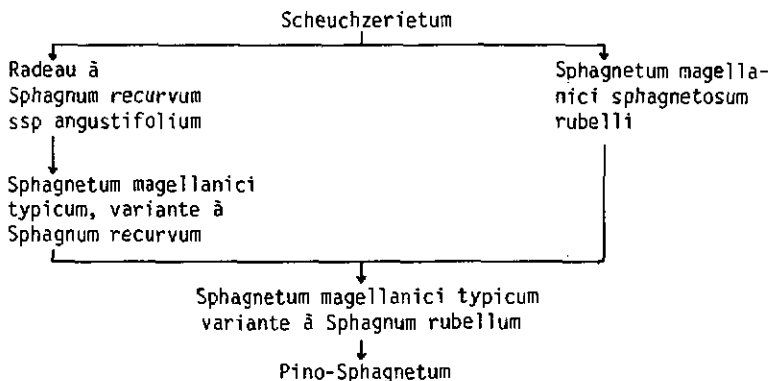 Scheuchzerietum
Radeau à
Sphagnum recurvum
ssp angustifolium
Sphagnetum magella-
nici sphagnetosum
rubelli
Sphagnetum magellanici
typicum, variante à
Sphagnum recurvum
Sphagnetum magellanici typicum
variante à Sphagnum rubellum
Pino-Sphagnetum